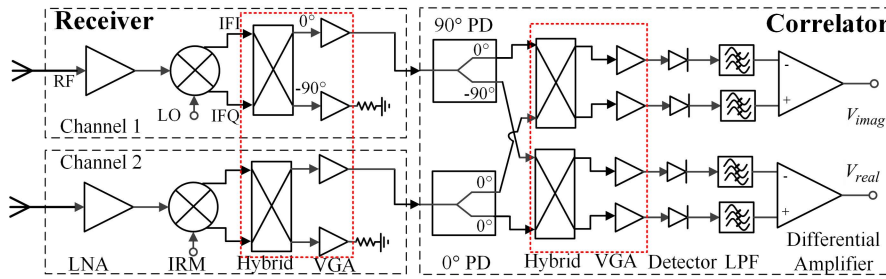 Receiver
Correlator
IFI
0°
90° PD
0°
RF
-90°
-90°
LO
IFQ
Channel 1
-
+
V_imag
Channel 2
0°
0°
V_real
-
+
LNA
IRM
Hybrid
VGA
0° PD
Hybrid
VGA
Detector
LPF
Differential
Amplifier